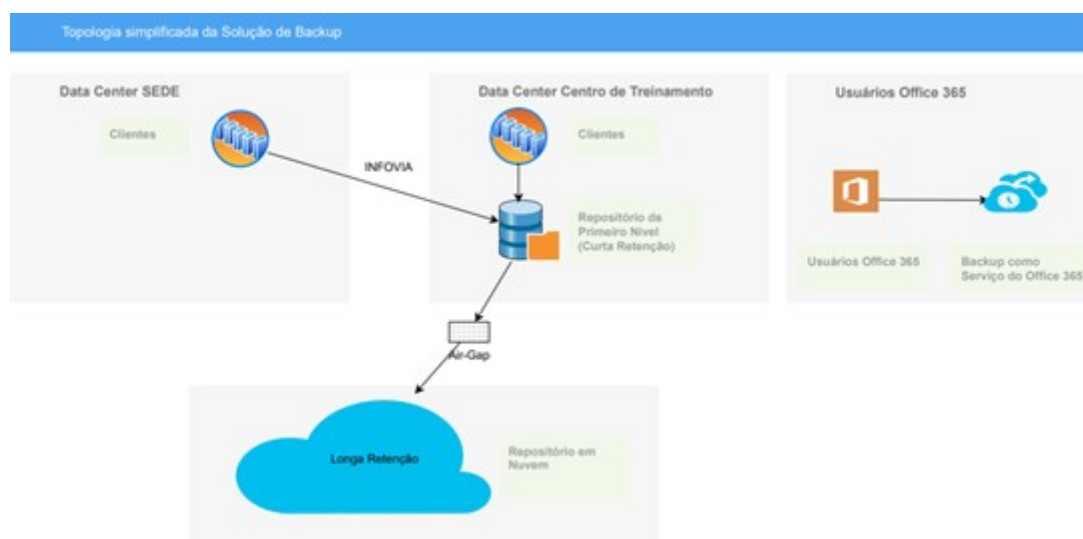 Topologia simplificada da Solução de Backup
Data Center SEDE
Clientes
INFOVIA
Data Center Centro de Treinamento
Clientes
Repositório de
Primeiro Nível
(Curta Retenção)
Usuários Office 365
Usuários Office 365
Backup como
Serviço do Office 365
Air-Gap
Longa Retenção
Repositório em
Nuvem